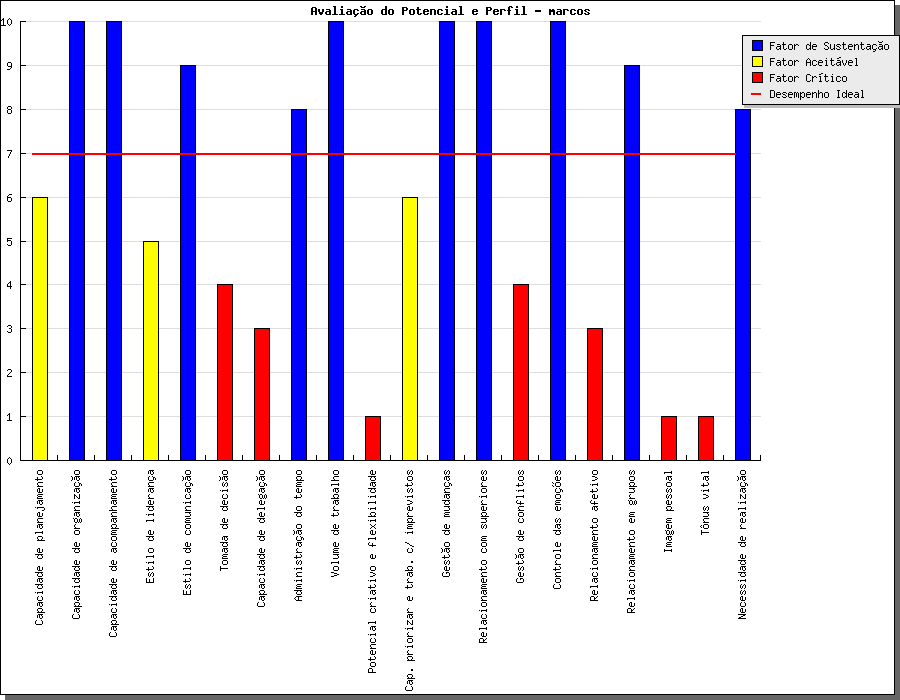 Avaliação do Potencial e Perfil - marcos
Fator de Sustentação
Fator Aceitável
Fator Crítico
Desempenho Ideal
10
9
8
7
6
5
4
3
2
1
0
Capacidade de planejamento
Capacidade de organização
Capacidade de acompanhamento
Estilo de liderança
Estilo de comunicação
Tomada de decisão
Capacidade de delegação
Administração do tempo
Volume de trabalho
Potencial criativo e flexibilidade
Cap. priorizar e trab. c/ imprevistos
Gestão de mudanças
Relacionamento com superiores
Gestão de conflitos
Controle das emoções
Relacionamento afetivo
Relacionamento em grupos
Imagem pessoal
Tônus vital
Necessidade de realização